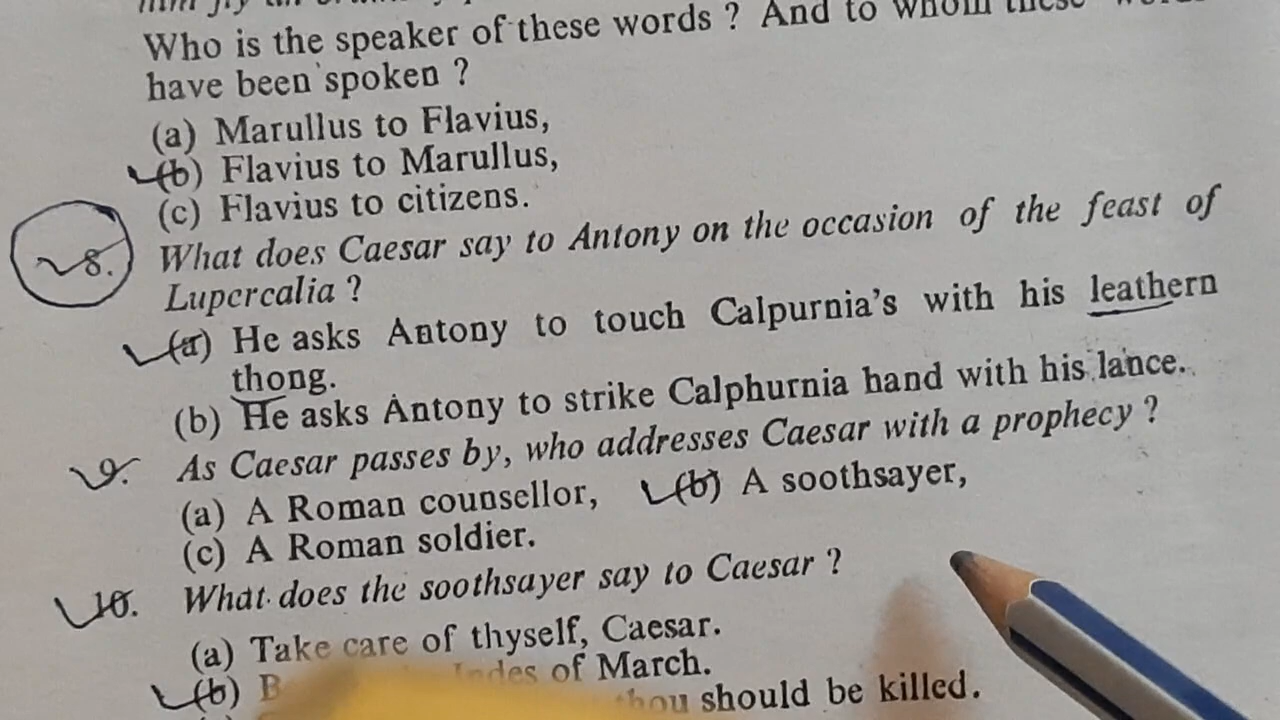 Who is the speaker of these words ? And to whom these
have been spoken ?
(a) Marullus to Flavius,
(b) Flavius to Marullus,
(c) Flavius to citizens.
8. What does Caesar say to Antony on the occasion of the feast of
Lupercalia ?
(a) He asks Antony to touch Calpurnia's with his leathern
thong.
(b) He asks Antony to strike Calphurnia hand with his lance.
9. As Caesar passes by, who addresses Caesar with a prophecy ?
(a) A Roman counsellor, (b) A soothsayer,
(c) A Roman soldier.
10. What does the soothsayer say to Caesar ?
(a) Take care of thyself, Caesar.
(b) B Indes of March.
thou should be killed.